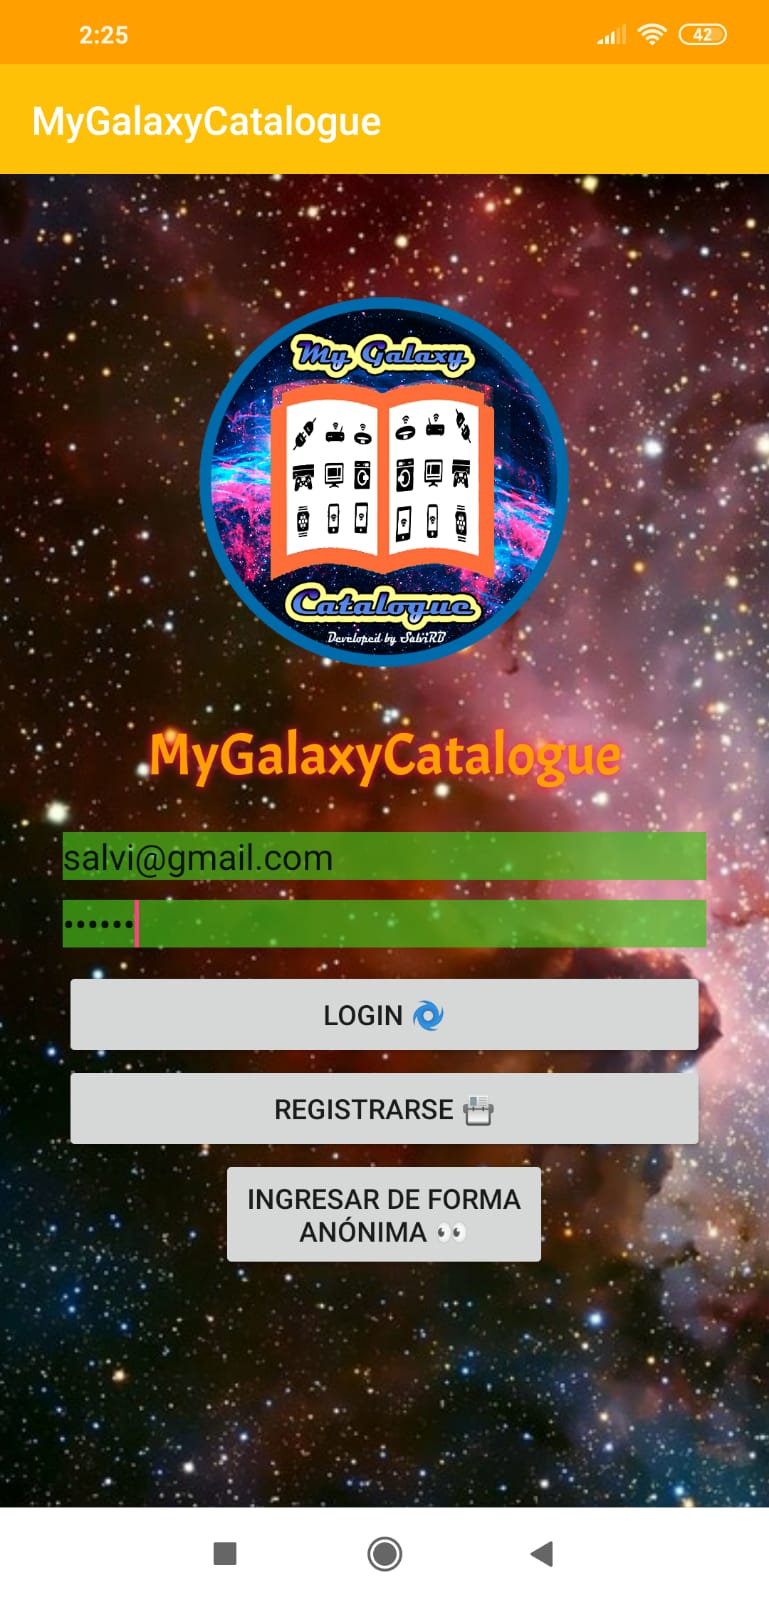 2:25
42
MyGalaxyCatalogue
My Galaxy
Catalogue
Developed by SalviRB
MyGalaxyCatalogue
salvi@gmail.com
••••••
LOGIN 🌀
REGISTRARSE 📠
INGRESAR DE FORMA
ANÓNIMA 👀